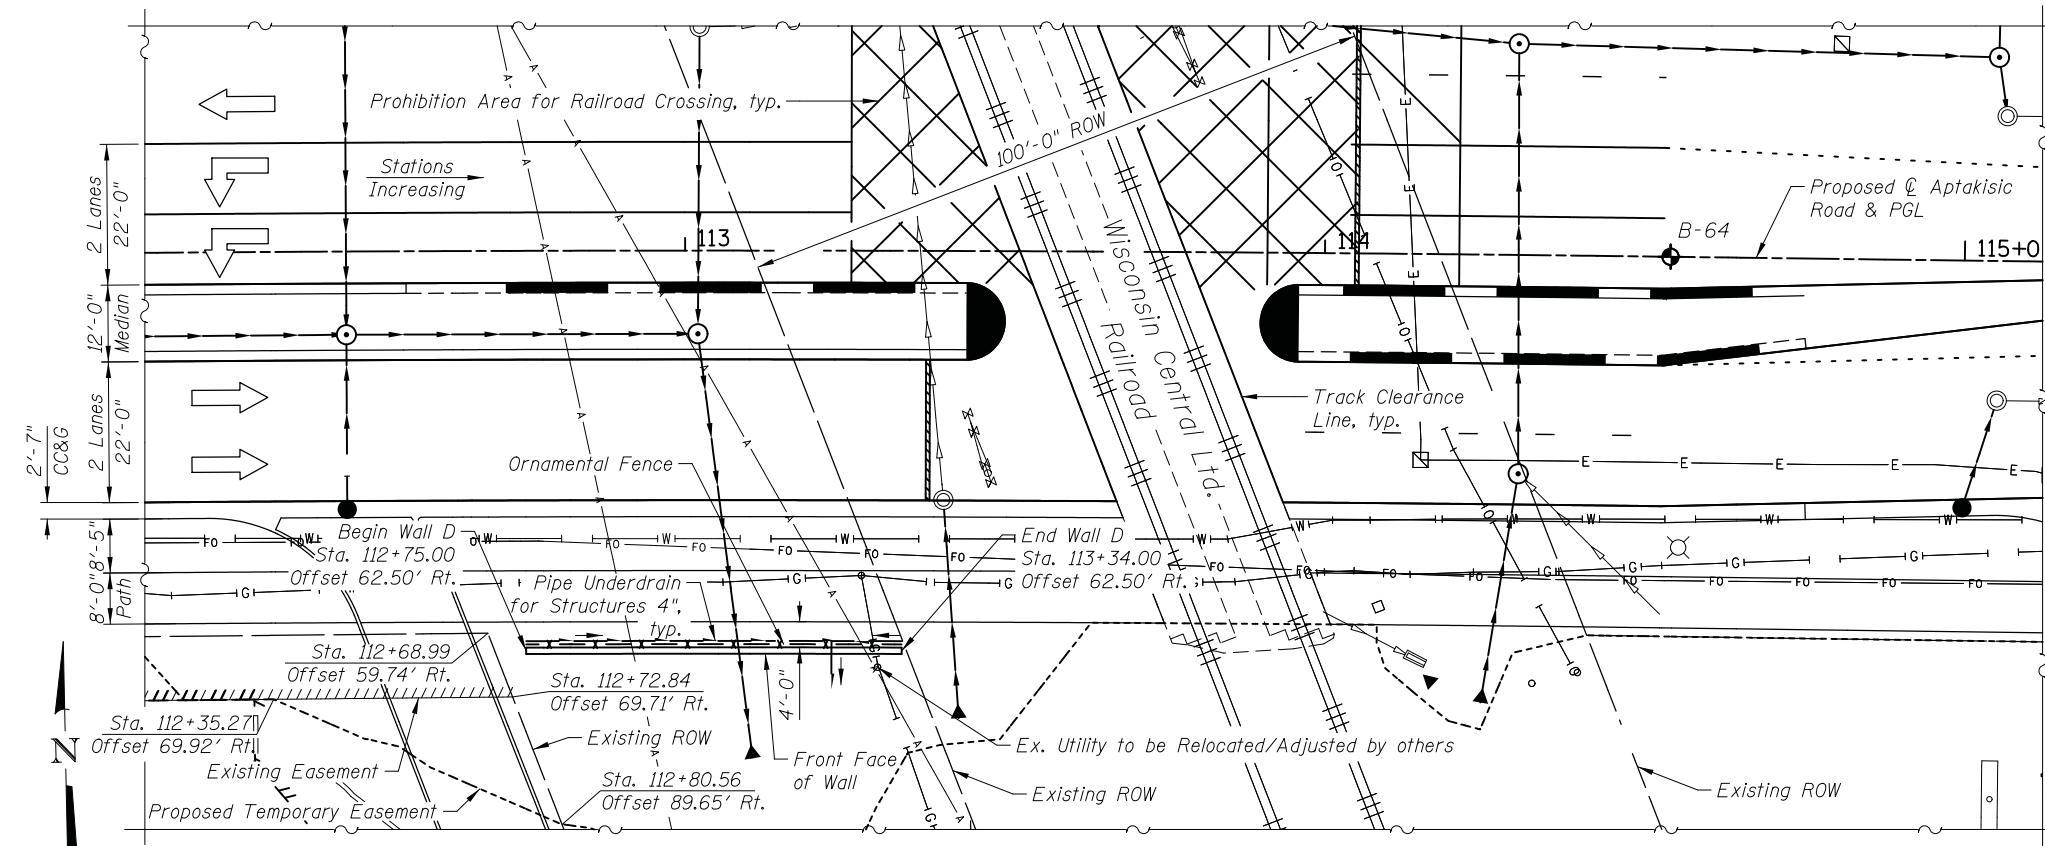 Prohibition Area for Railroad Crossing, typ.
Stations
Increasing
2 Lanes
22'-0"
12'-0"
Median
2 Lanes
22'-0"
2'-7"
CC&G
8'-5"
8'-0"
Path
113
114
115+0
100'-0" ROW
Wisconsin Central Ltd.
Railroad
B-64
Proposed ℄ Aptakisic
Road & PGL
Track Clearance
Line, typ.
Ornamental Fence
Begin Wall D
Sta. 112+75.00
Offset 62.50' Rt.
End Wall D
Sta. 113+34.00
Offset 62.50' Rt.
Pipe Underdrain
for Structures 4",
typ.
Sta. 112+68.99
Offset 59.74' Rt.
Sta. 112+72.84
Offset 69.71' Rt.
4'-0"
Sta. 112+35.27
Offset 69.92' Rt.
Existing ROW
Front Face
of Wall
Ex. Utility to be Relocated/Adjusted by others
Existing Easement
Sta. 112+80.56
Offset 89.65' Rt.
Proposed Temporary Easement
Existing ROW
Existing ROW
N